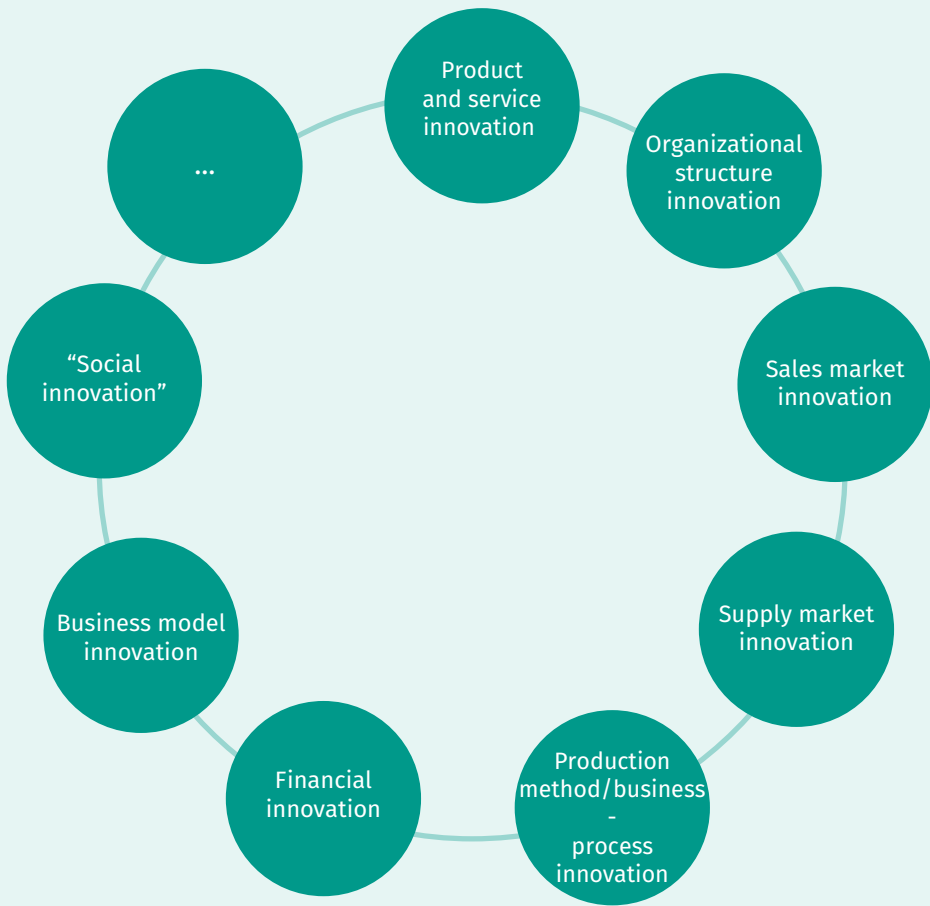 Product
and service
innovation
Organizational
structure
innovation
Sales market
innovation
Supply market
innovation
Production
method/business
-
process
innovation
Financial
innovation
Business model
innovation
“Social
innovation”
...